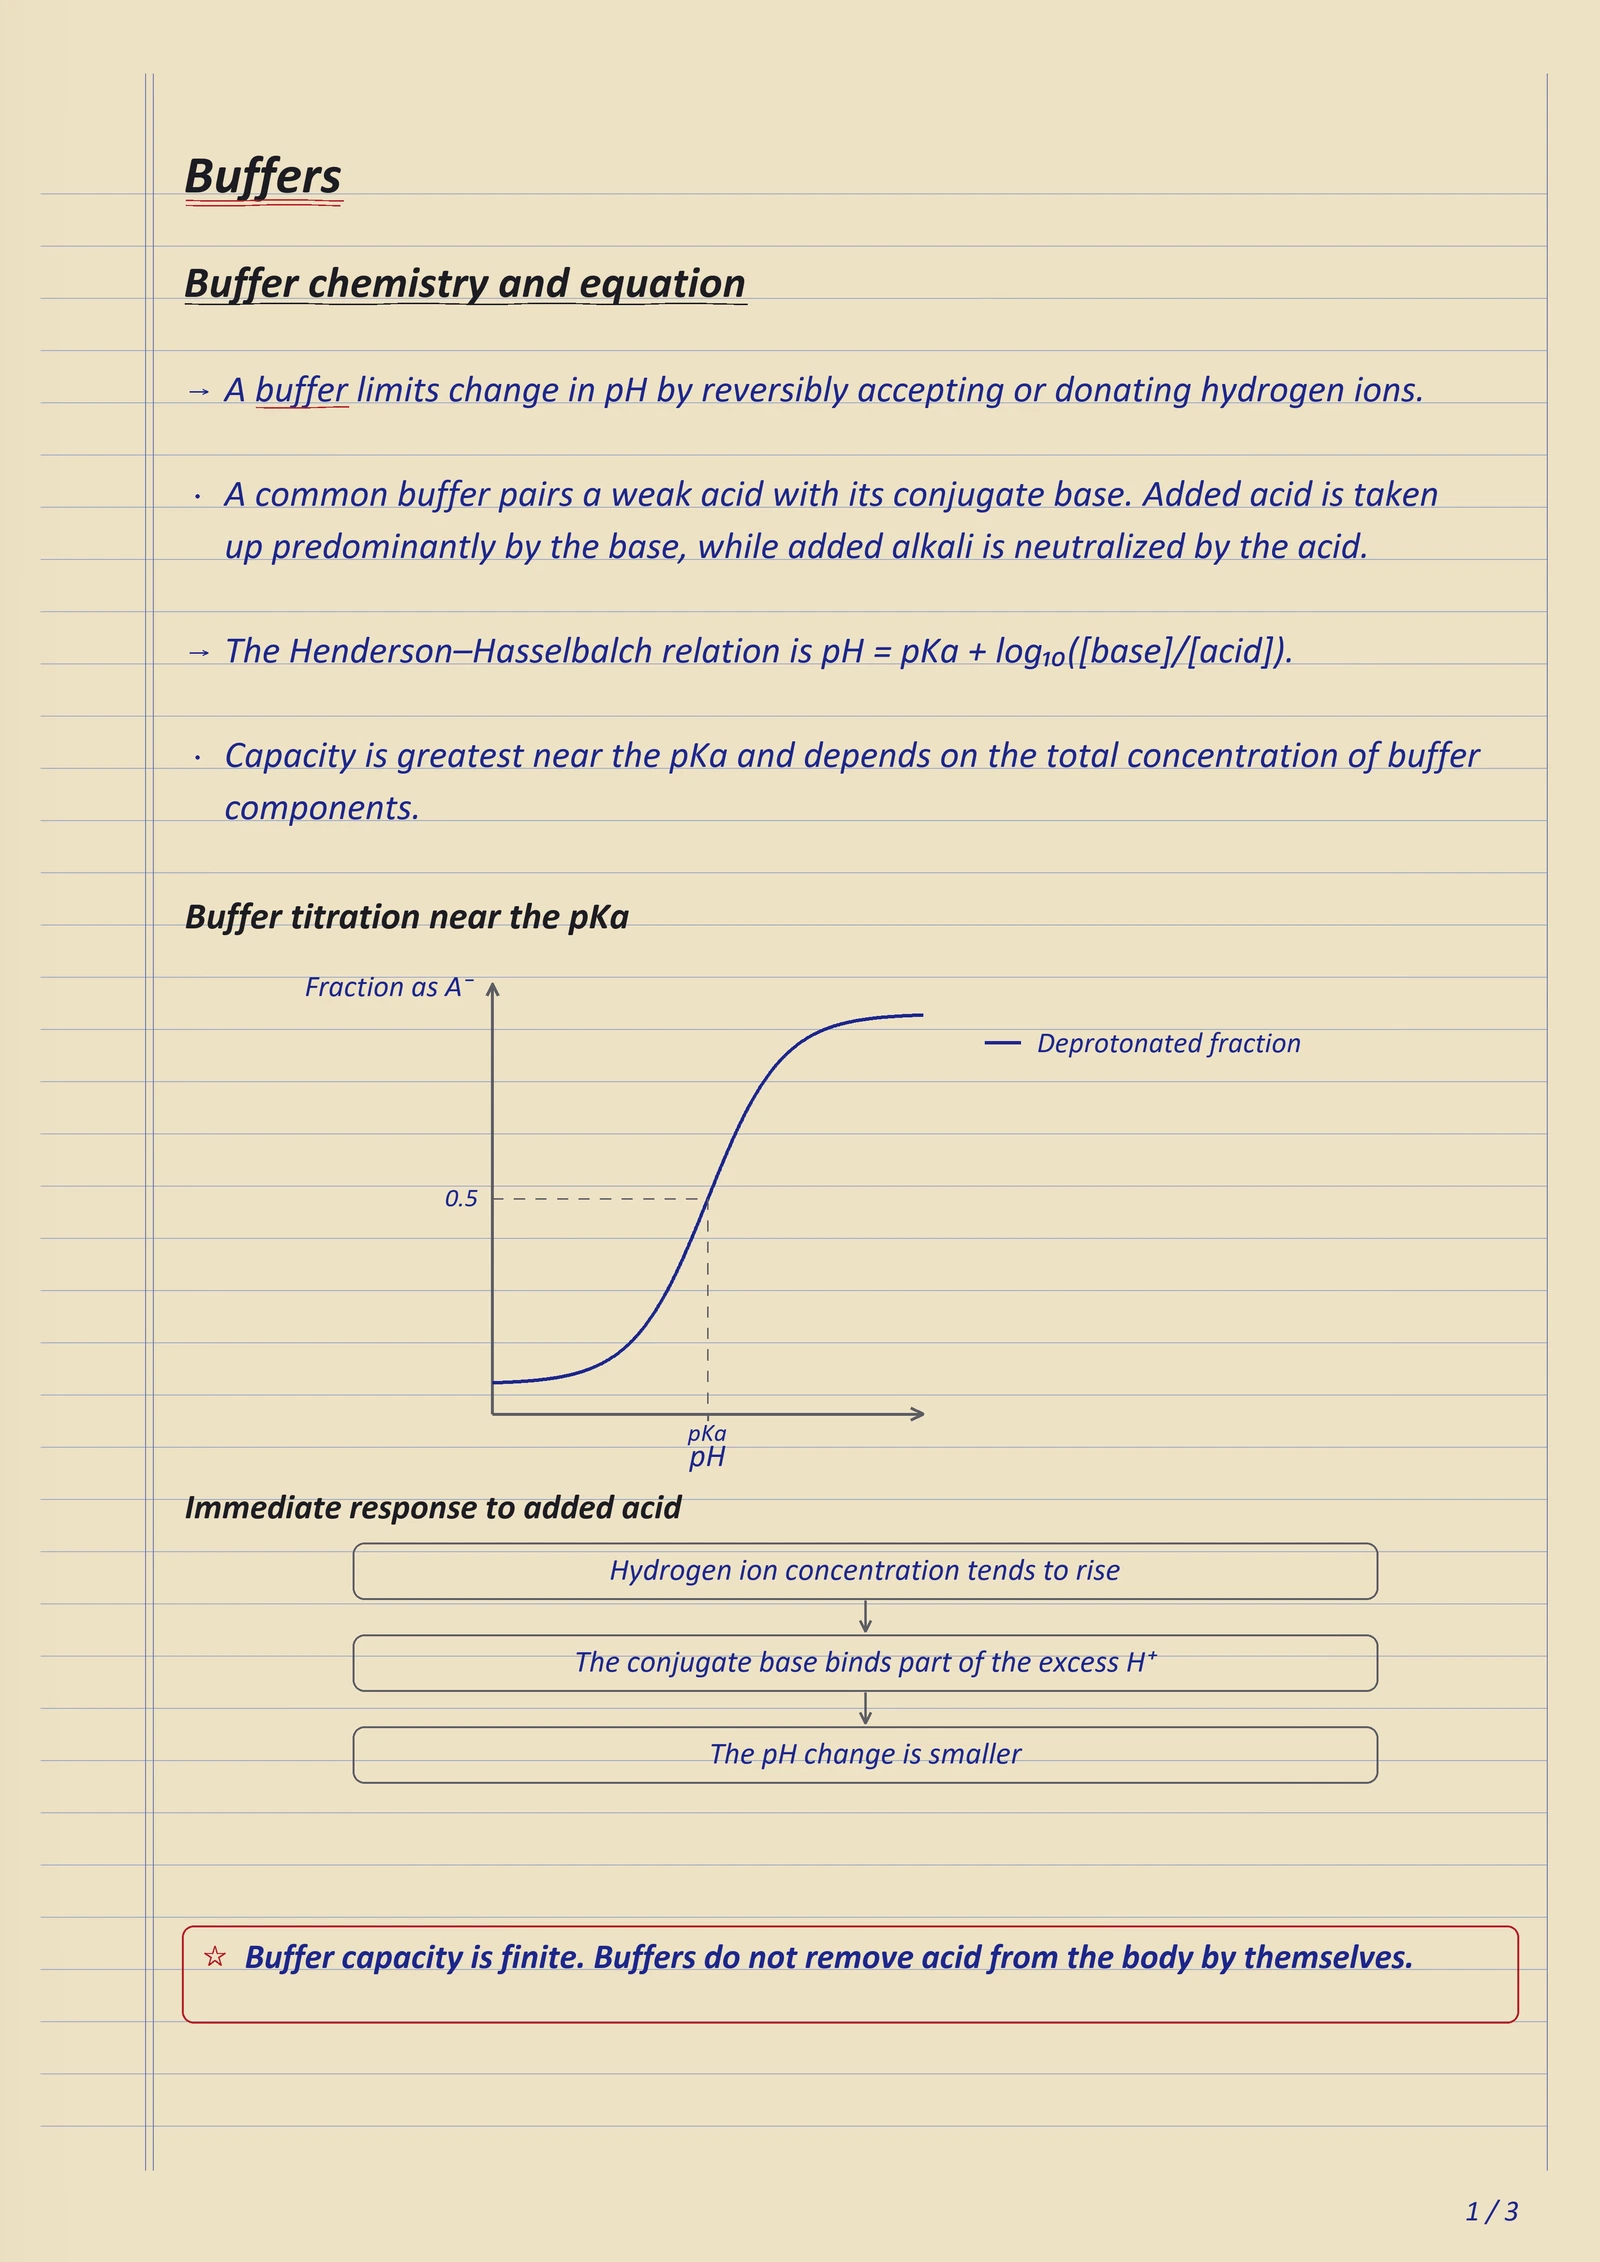 Buffers
Buffer chemistry and equation
→ A buffer limits change in pH by reversibly accepting or donating hydrogen ions.
· A common buffer pairs a weak acid with its conjugate base. Added acid is taken
up predominantly by the base, while added alkali is neutralized by the acid.
→ The Henderson–Hasselbalch relation is pH = pKa + log₁₀([base]/[acid]).
· Capacity is greatest near the pKa and depends on the total concentration of buffer
components.
Buffer titration near the pKa
Fraction as A⁻
Deprotonated fraction
0.5
pKa
pH
Immediate response to added acid
Hydrogen ion concentration tends to rise
The conjugate base binds part of the excess H⁺
The pH change is smaller
☆ Buffer capacity is finite. Buffers do not remove acid from the body by themselves.
1 / 3